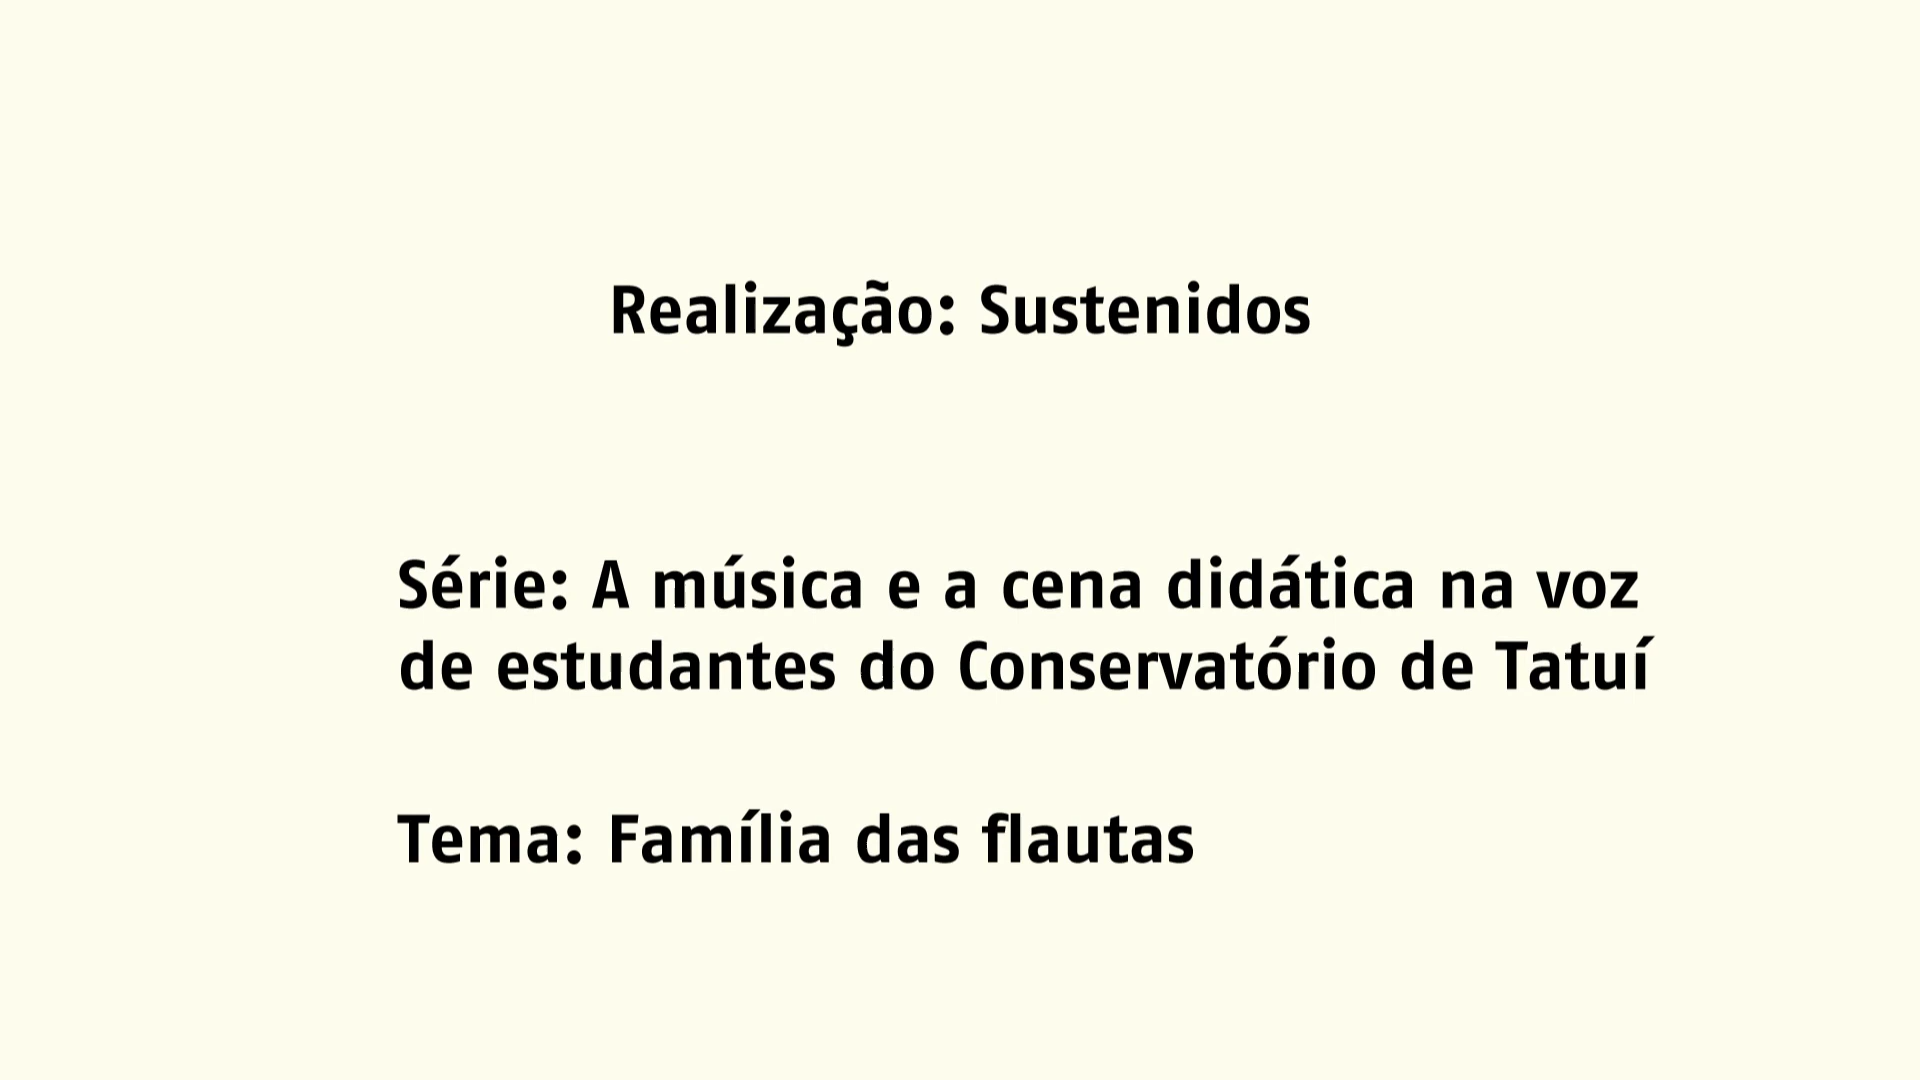 Realização: Sustenidos
Série: A música e a cena didática na voz
de estudantes do Conservatório de Tatuí
Tema: Família das flautas